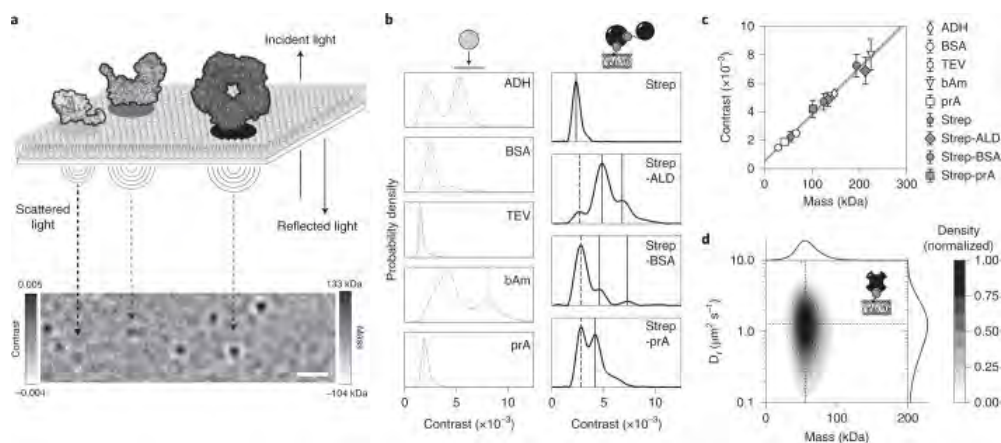 a
Incident light
Scattered
light
Reflected light
0.005
Contrast
–0.004
133 kDa
Mass
–104 kDa
b
Probability density
ADH
BSA
TEV
bAm
prA
0 5 10
Contrast (×10⁻³)
Strep
Strep
-ALD
Strep
-BSA
Strep
-prA
0 5 10
Contrast (×10⁻³)
c
Contrast (×10⁻³)
10
8
6
4
2
0
0 100 200 300
Mass (kDa)
ADH
BSA
TEV
bAm
prA
Strep
Strep-ALD
Strep-BSA
Strep-prA
d
10.0
1.0
0.1
0 100 200
Mass (kDa)
Density
(normalized)
1.00
0.75
0.50
0.25
0.00